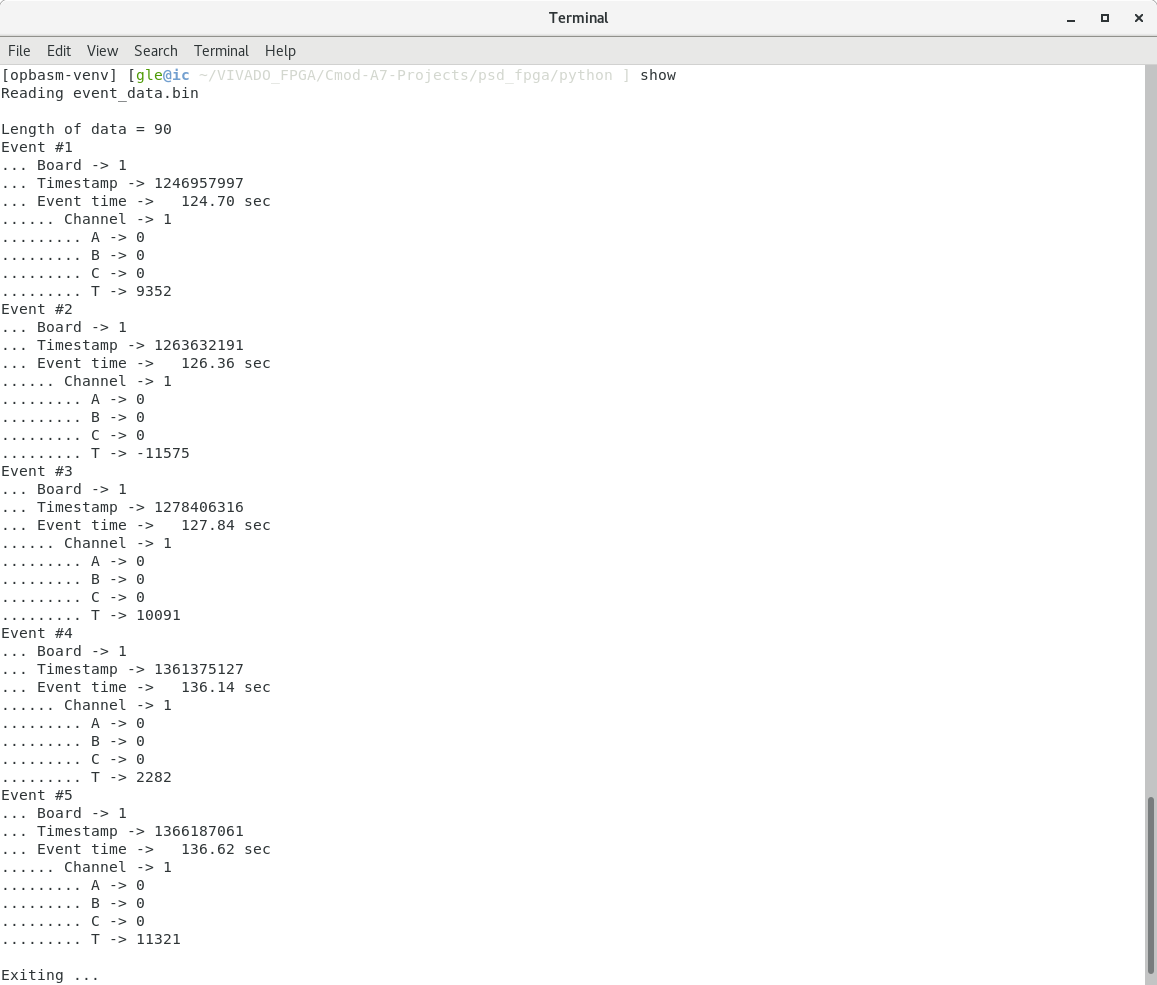 Terminal
File Edit View Search Terminal Help
[opbasm-venv] [gle@ic ~/VIVADO_FPGA/Cmod-A7-Projects/psd_fpga/python ] show
Reading event_data.bin

Length of data = 90
Event #1
... Board -> 1
... Timestamp -> 1246957997
... Event time ->   124.70 sec
...... Channel -> 1
......... A -> 0
......... B -> 0
......... C -> 0
......... T -> 9352
Event #2
... Board -> 1
... Timestamp -> 1263632191
... Event time ->   126.36 sec
...... Channel -> 1
......... A -> 0
......... B -> 0
......... C -> 0
......... T -> -11575
Event #3
... Board -> 1
... Timestamp -> 1278406316
... Event time ->   127.84 sec
...... Channel -> 1
......... A -> 0
......... B -> 0
......... C -> 0
......... T -> 10091
Event #4
... Board -> 1
... Timestamp -> 1361375127
... Event time ->   136.14 sec
...... Channel -> 1
......... A -> 0
......... B -> 0
......... C -> 0
......... T -> 2282
Event #5
... Board -> 1
... Timestamp -> 1366187061
... Event time ->   136.62 sec
...... Channel -> 1
......... A -> 0
......... B -> 0
......... C -> 0
......... T -> 11321

Exiting ...